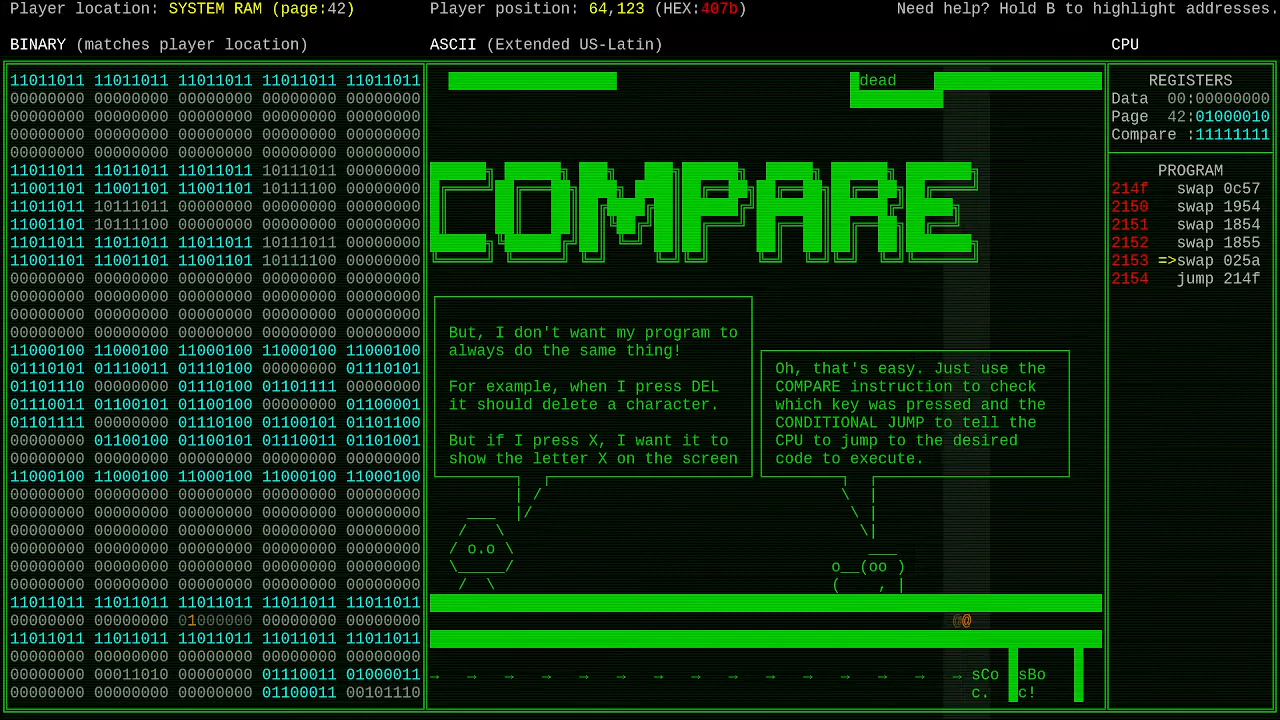 Player location: SYSTEM RAM (page:42)
Player position: 64,123 (HEX:407b)
Need help? Hold B to highlight addresses.
BINARY (matches player location)
11011011 11011011 11011011 11011011 11011011
00000000 00000000 00000000 00000000 00000000
00000000 00000000 00000000 00000000 00000000
00000000 00000000 00000000 00000000 00000000
00000000 00000000 00000000 00000000 00000000
11011011 11011011 11011011 10111011 00000000
11001101 11001101 11001101 10111100 00000000
11011011 10111011 00000000 00000000 00000000
11001101 10111100 00000000 00000000 00000000
11011011 11011011 11011011 10111011 00000000
11001101 11001101 11001101 10111100 00000000
00000000 00000000 00000000 00000000 00000000
00000000 00000000 00000000 00000000 00000000
00000000 00000000 00000000 00000000 00000000
00000000 00000000 00000000 00000000 00000000
11000100 11000100 11000100 11000100 11000100
01110101 01110011 01110100 00000000 01110101
01101110 00000000 01110100 01101111 00000000
01110011 01100101 01100100 00000000 01100001
01101111 00000000 01110100 01100101 01101100
00000000 01100100 01100101 01110011 01101001
00000000 00000000 00000000 00000000 00000000
11000100 11000100 11000100 11000100 11000100
00000000 00000000 00000000 00000000 00000000
00000000 00000000 00000000 00000000 00000000
00000000 00000000 00000000 00000000 00000000
00000000 00000000 00000000 00000000 00000000
00000000 00000000 00000000 00000000 00000000
00000000 00000000 00000000 00000000 00000000
11011011 11011011 11011011 11011011 11011011
00000000 00000000 01000000 00000000 00000000
11011011 11011011 11011011 11011011 11011011
00000000 00000000 00000000 00000000 00000000
00000000 00011010 00000000 01110011 01000011
00000000 00000000 00000000 01100011 00101110
ASCII (Extended US-Latin)
dead
COMPARE
But, I don't want my program to
always do the same thing!
For example, when I press DEL
it should delete a character.
But if I press X, I want it to
show the letter X on the screen
Oh, that's easy. Just use the
COMPARE instruction to check
which key was pressed and the
CONDITIONAL JUMP to tell the
CPU to jump to the desired
code to execute.
o.o
o__(oo )
@@
→ → → → → → → → → → → → → → → sCo sBo
c. c!
CPU
REGISTERS
Data 00:00000000
Page 42:01000010
Compare :11111111
PROGRAM
214f swap 0c57
2150 swap 1954
2151 swap 1854
2152 swap 1855
2153 =>swap 025a
2154 jump 214f